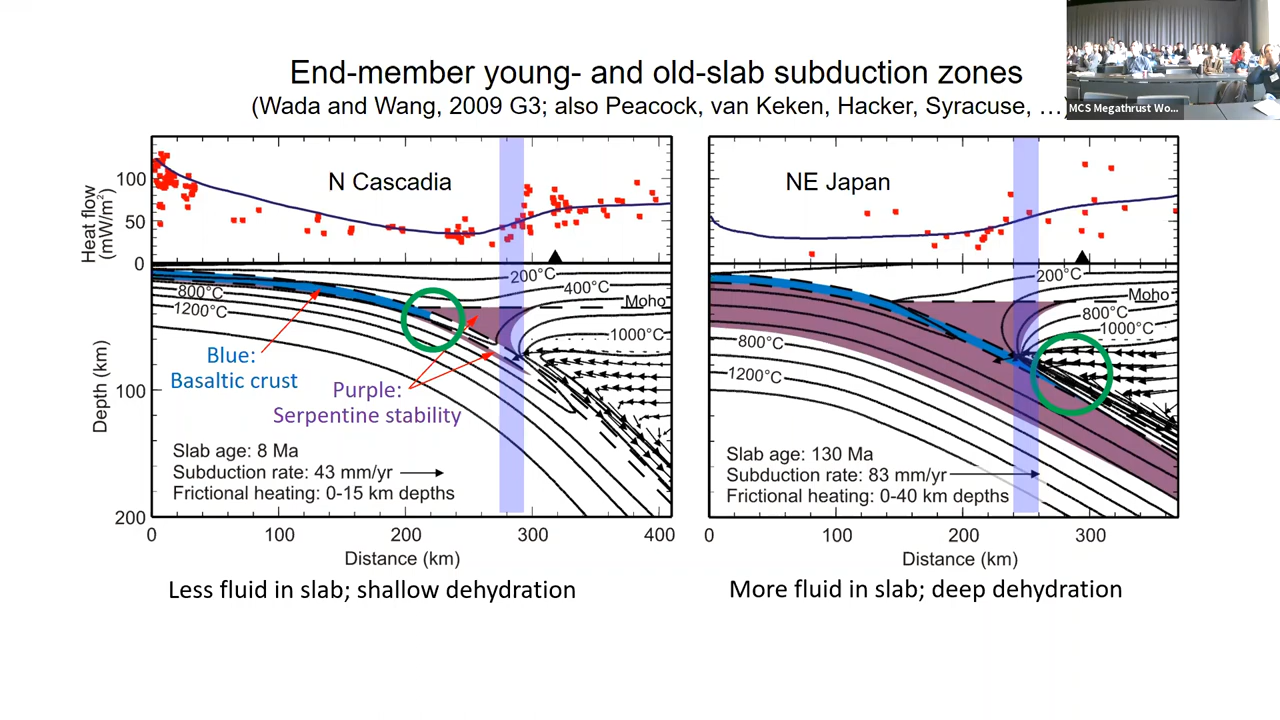 End-member young- and old-slab subduction zones
(Wada and Wang, 2009 G3; also Peacock, van Keken, Hacker, Syracuse, …)
MCS Megathrust Wo...
N Cascadia
Heat flow
(mW/m²)
100
50
0
200°C
400°C
800°C
1200°C
Moho
1000°C
Blue:
Basaltic crust
Purple:
Serpentine stability
Depth (km)
100
200
Slab age: 8 Ma
Subduction rate: 43 mm/yr
Frictional heating: 0-15 km depths
0 100 200 300 400
Distance (km)
Less fluid in slab; shallow dehydration
NE Japan
200°C
Moho
800°C
1000°C
800°C
1200°C
Slab age: 130 Ma
Subduction rate: 83 mm/yr
Frictional heating: 0-40 km depths
0 100 200 300
Distance (km)
More fluid in slab; deep dehydration